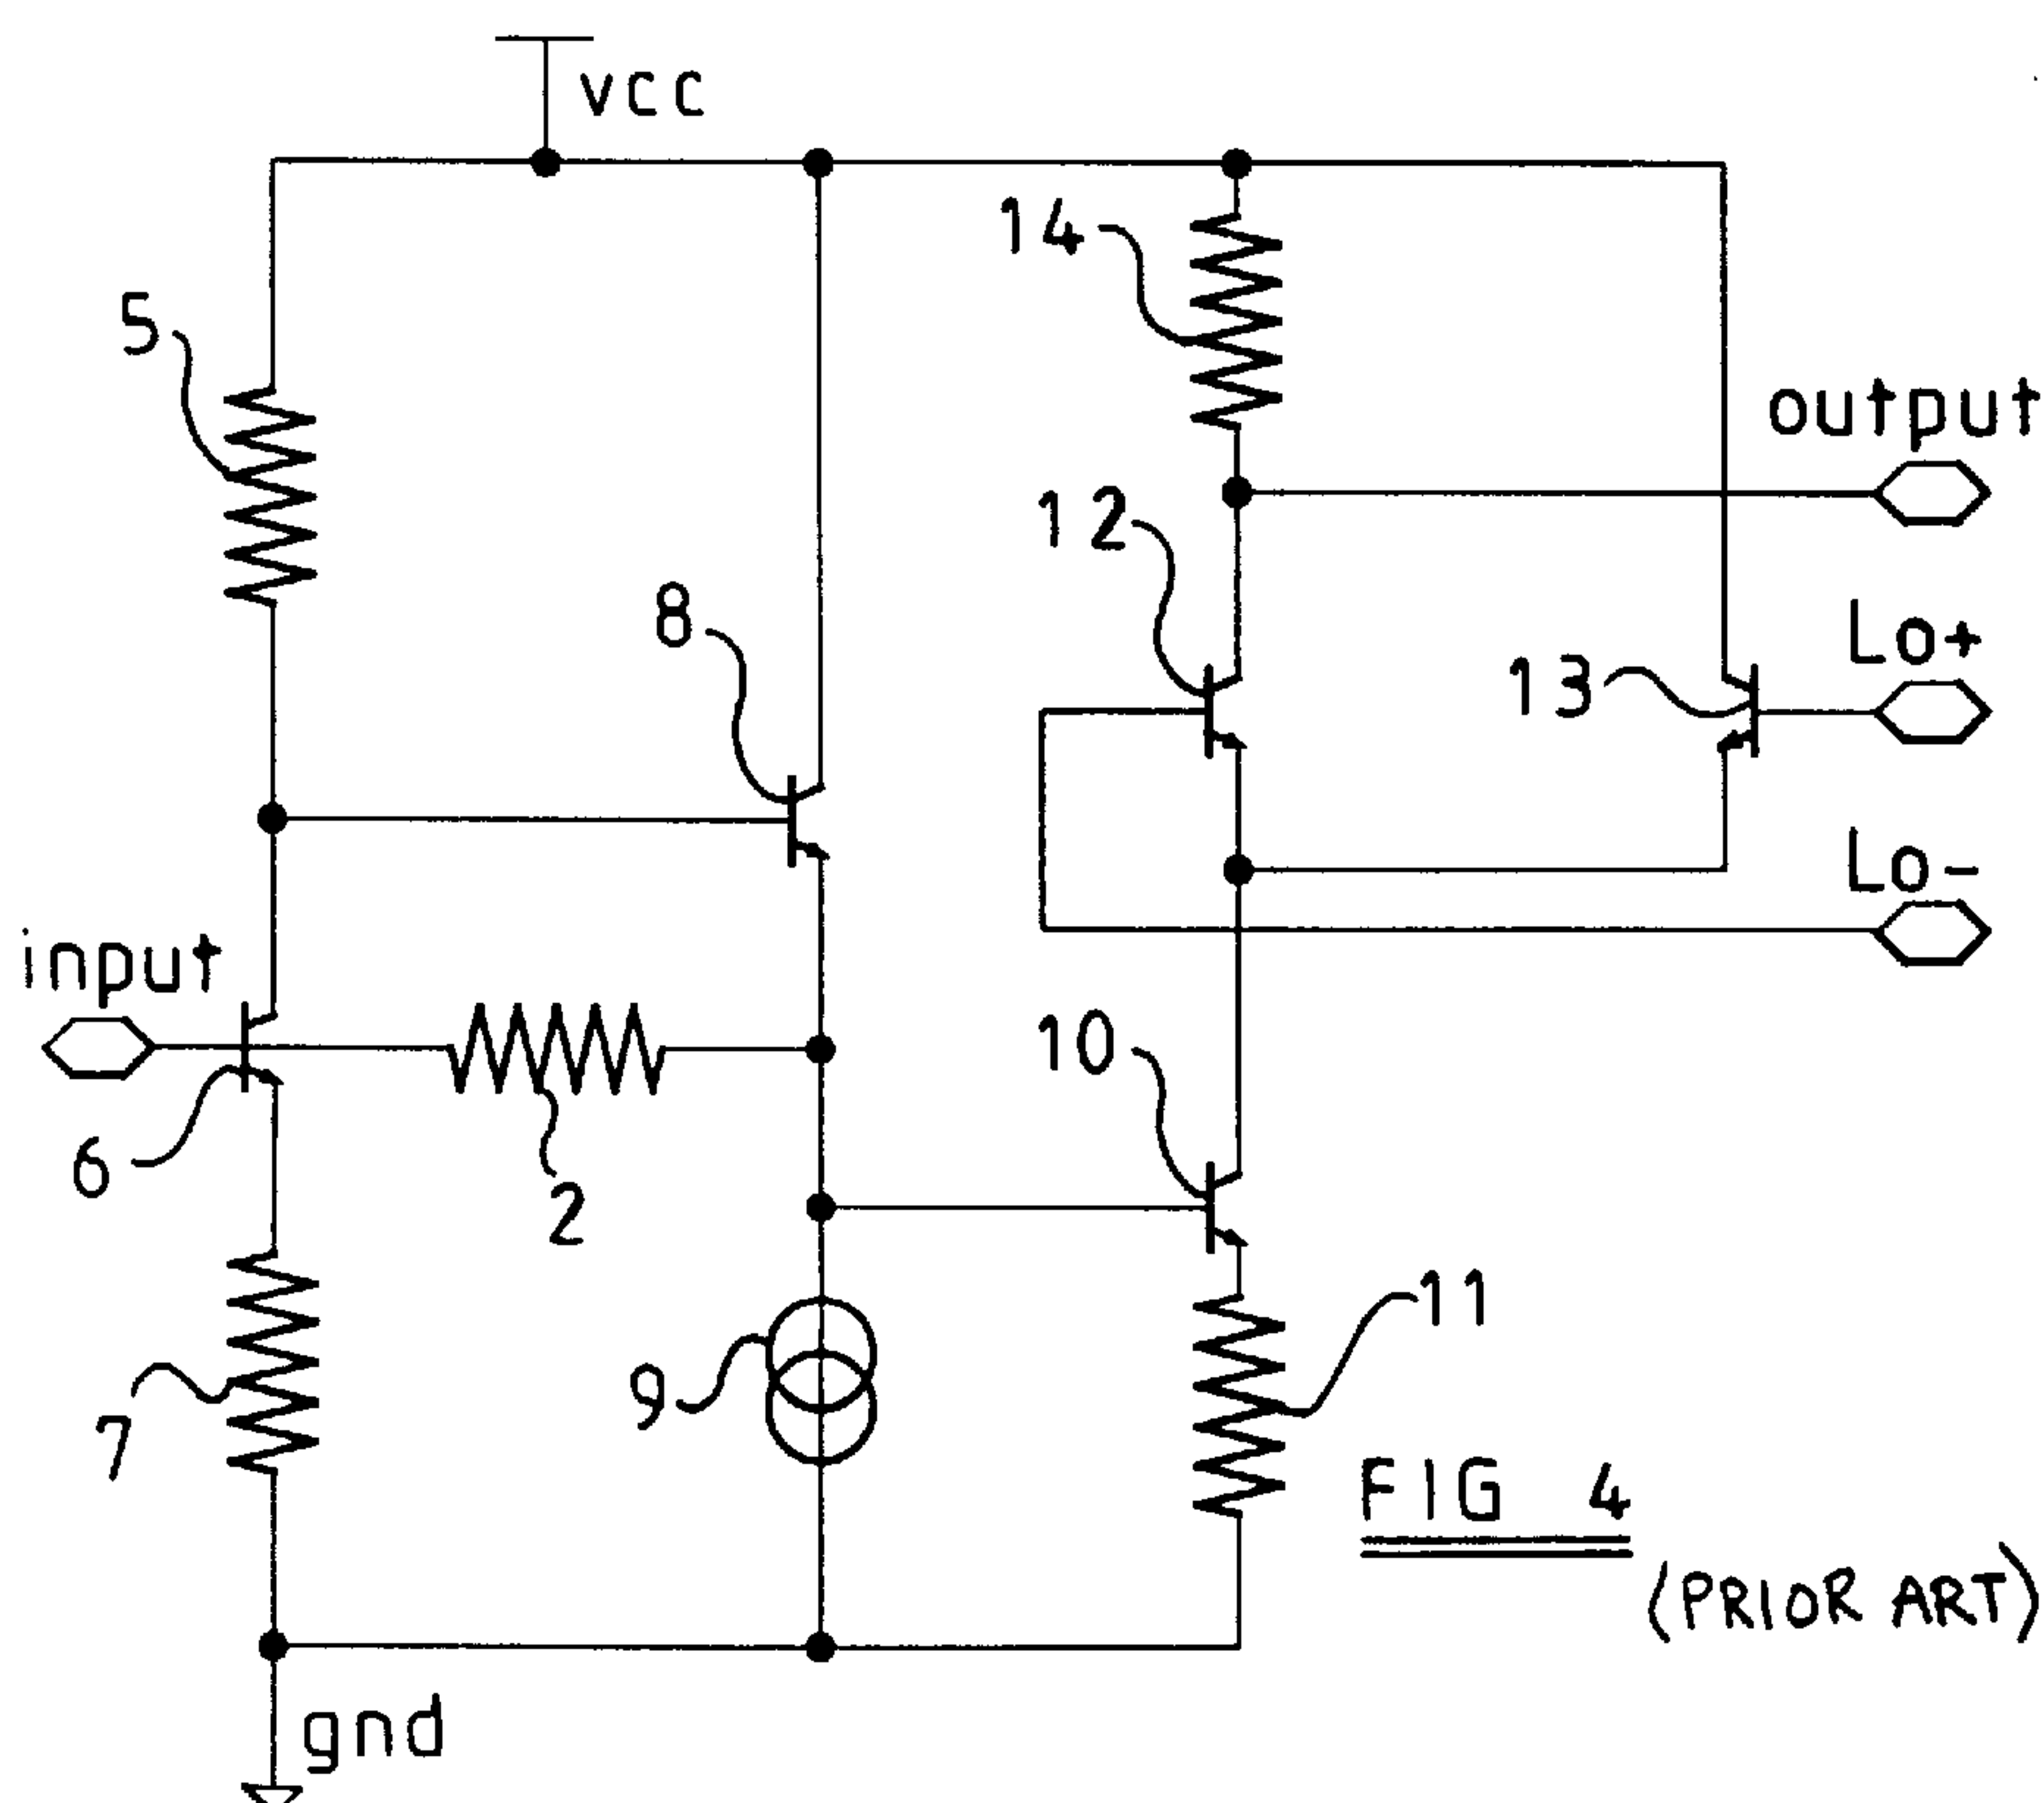 vcc
14
5
output
12
8
Lo+
13
Lo-
input
10
6
2
11
9
7
FIG 4
(PRIOR ART)
gnd